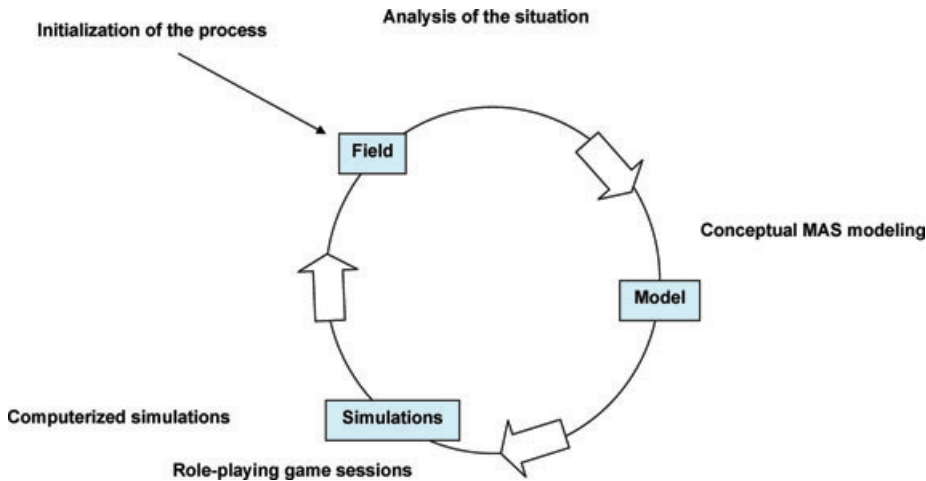 Analysis of the situation
Initialization of the process
Field
Conceptual MAS modeling
Model
Computerized simulations
Simulations
Role-playing game sessions